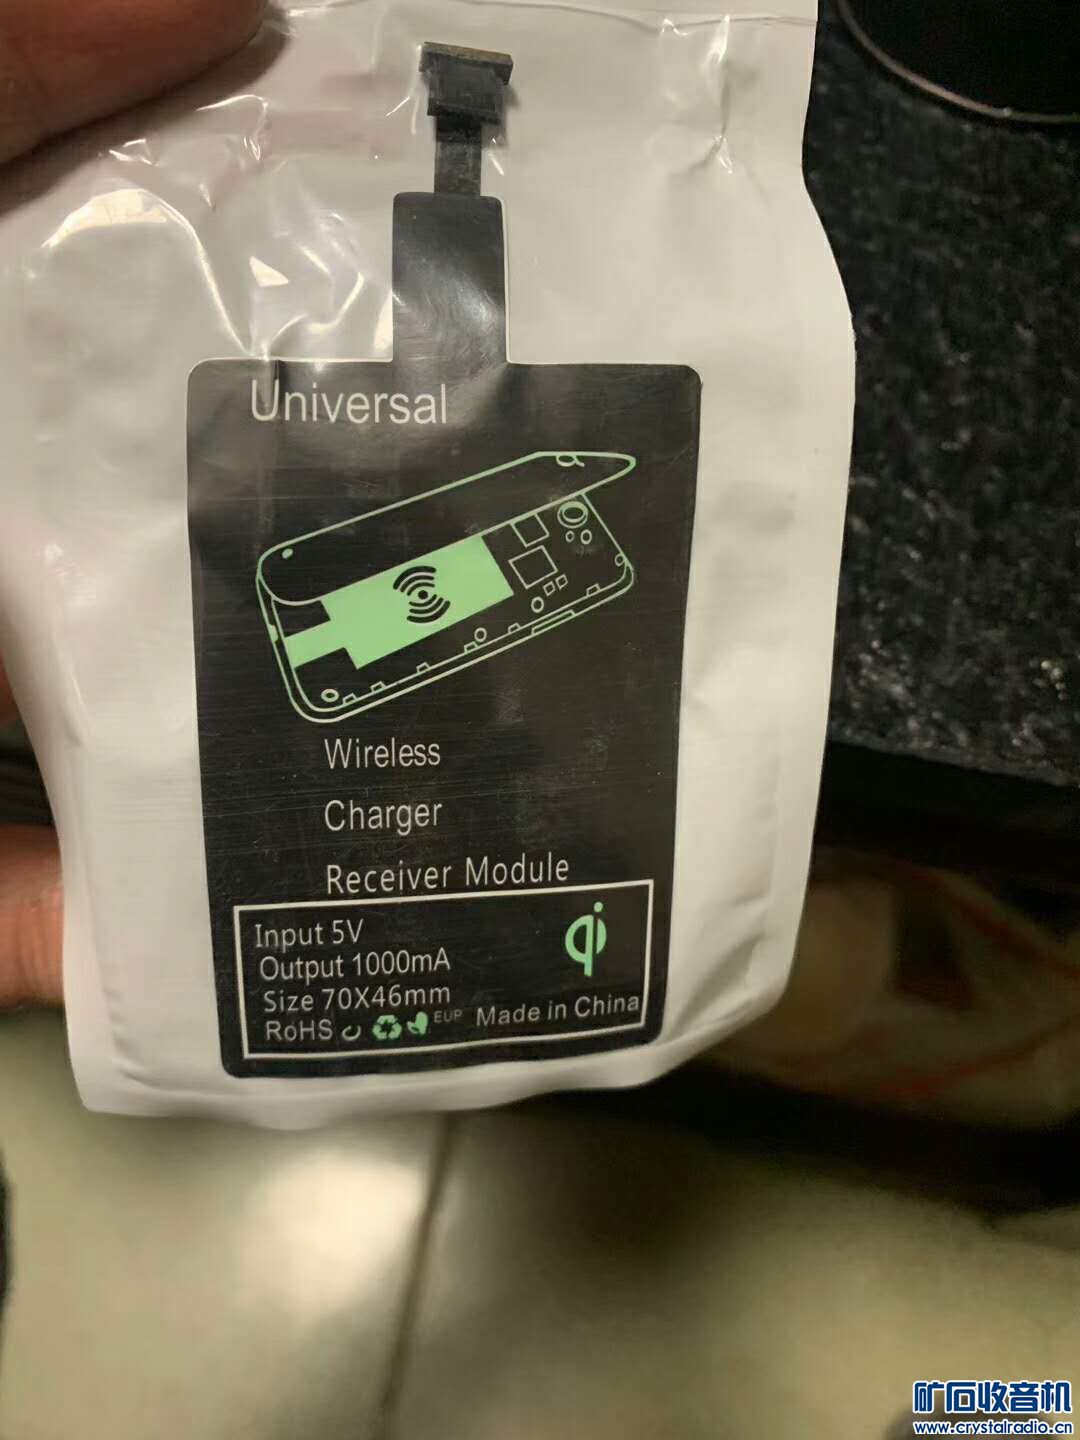 Universal
Wireless
Charger
Receiver Module
Input 5V
Output 1000mA
Size 70X46mm
RoHS
EUP
Made in China
qi
矿石收音机
www.crystalradio.cn